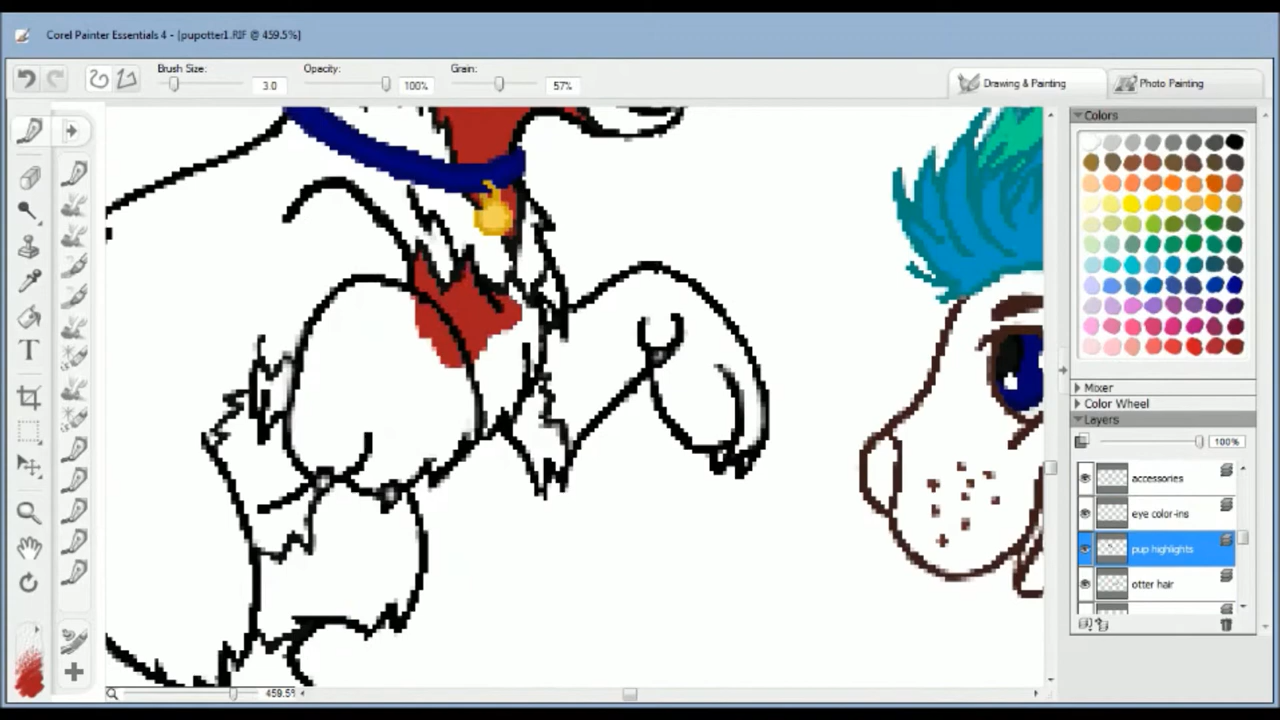 Corel Painter Essentials 4 - [pupotter1.RIF @ 459.5%]
Brush Size: 3.0 Opacity: 100% Grain: 57%
Drawing & Painting Photo Painting
Colors
Mixer
Color Wheel
Layers
100%
accessories
eye color-ins
pup highlights
otter hair
459.5%